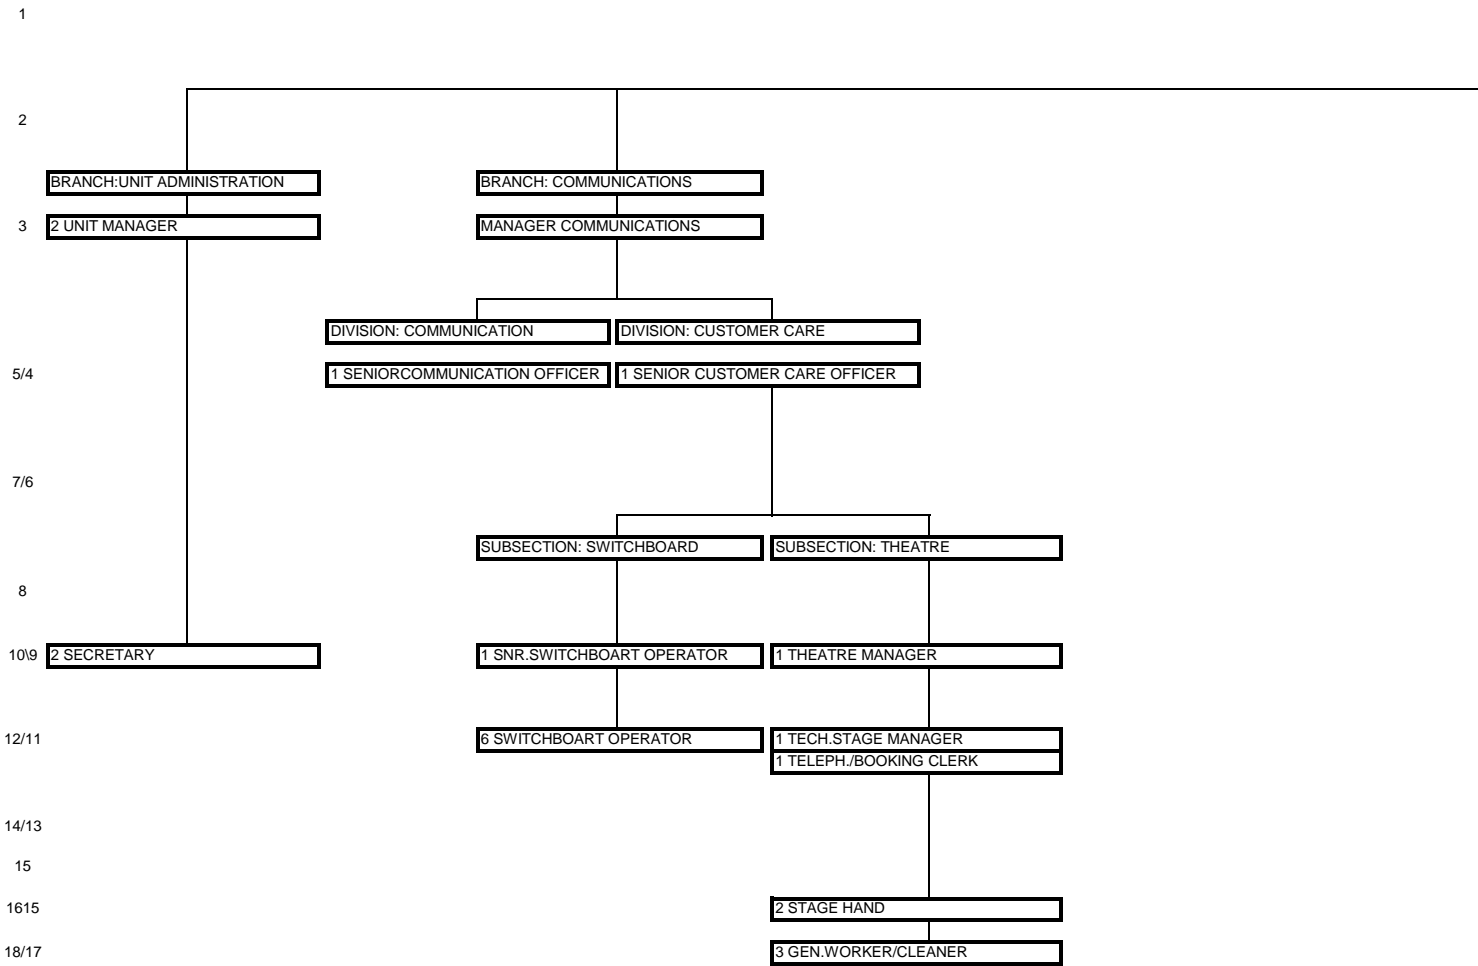 1
2
BRANCH:UNIT ADMINISTRATION
BRANCH: COMMUNICATIONS
3
2 UNIT MANAGER
MANAGER COMMUNICATIONS
DIVISION: COMMUNICATION
DIVISION: CUSTOMER CARE
5/4
1 SENIORCOMMUNICATION OFFICER
1 SENIOR CUSTOMER CARE OFFICER
7/6
SUBSECTION: SWITCHBOARD
SUBSECTION: THEATRE
8
10\9
2 SECRETARY
1 SNR.SWITCHBOART OPERATOR
1 THEATRE MANAGER
12/11
6 SWITCHBOART OPERATOR
1 TECH.STAGE MANAGER
1 TELEPH./BOOKING CLERK
14/13
15
1615
2 STAGE HAND
18/17
3 GEN.WORKER/CLEANER